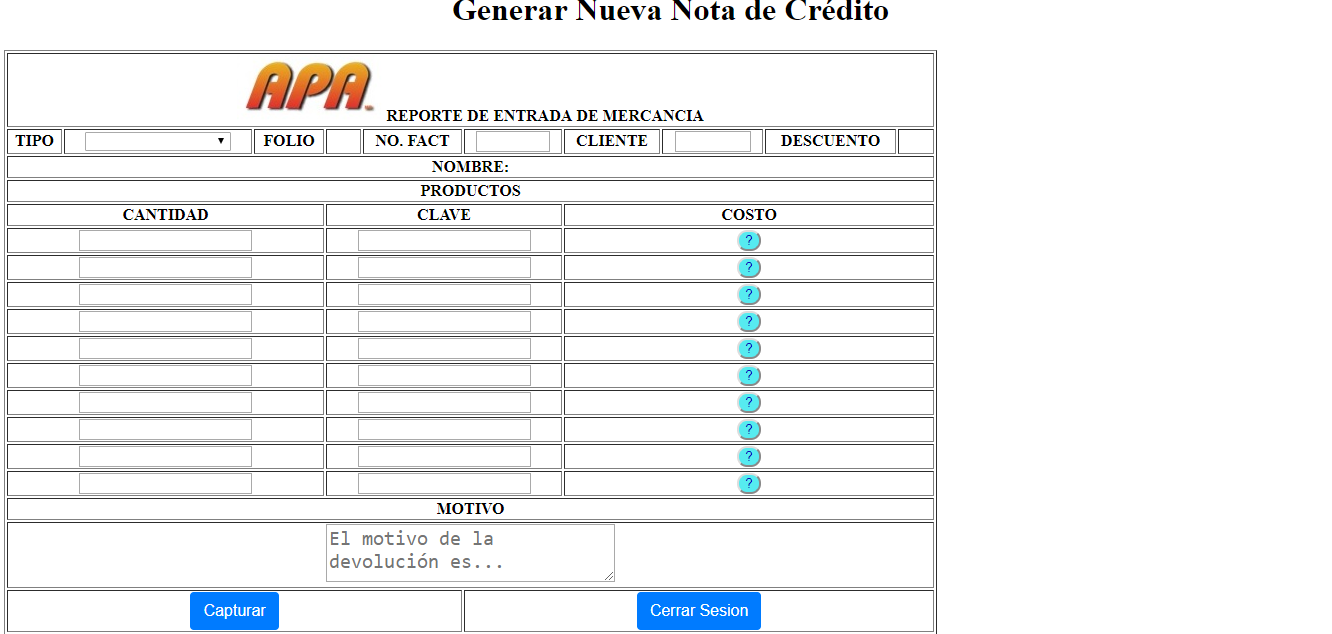 Generar Nueva Nota de Crédito
APA
REPORTE DE ENTRADA DE MERCANCIA
TIPO FOLIO NO. FACT CLIENTE DESCUENTO
NOMBRE:
PRODUCTOS
CANTIDAD CLAVE COSTO
?
?
?
?
?
?
?
?
?
?
MOTIVO
El motivo de la
devolución es...
Capturar Cerrar Sesion